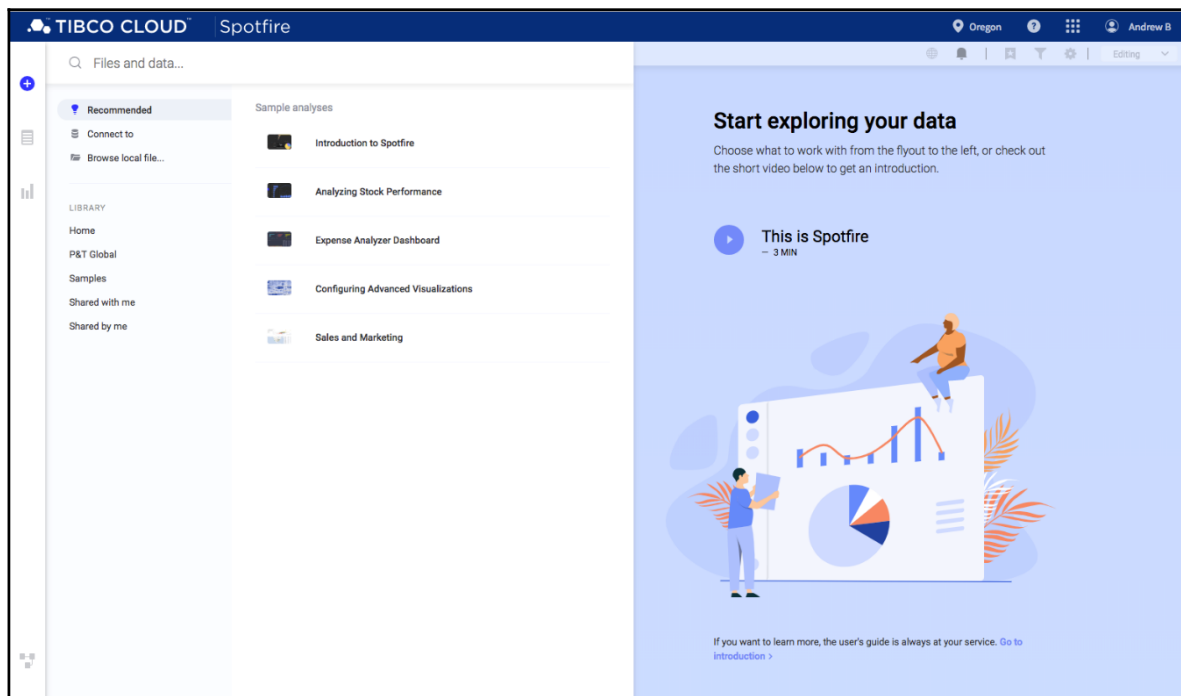 TIBCO CLOUD™ Spotfire
Oregon
Andrew B
Files and data...
Editing
Recommended
Connect to
Browse local file...
LIBRARY
Home
P&T Global
Samples
Shared with me
Shared by me
Sample analyses
Introduction to Spotfire
Analyzing Stock Performance
Expense Analyzer Dashboard
Configuring Advanced Visualizations
Sales and Marketing
Start exploring your data
Choose what to work with from the flyout to the left, or check out
the short video below to get an introduction.
This is Spotfire
— 3 MIN
If you want to learn more, the user's guide is always at your service. Go to
introduction >